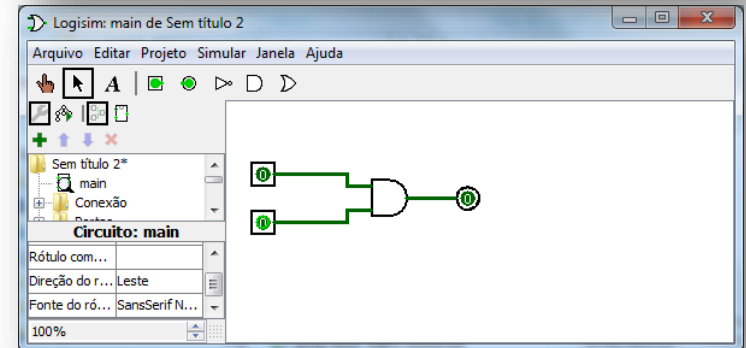 Logisim: main de Sem título 2
Arquivo Editar Projeto Simular Janela Ajuda
A
Sem título 2*
main
Conexão
Circuito: main
Rótulo com...
Direção do r... Leste
Fonte do ró... SansSerif N...
100%
0
0
0